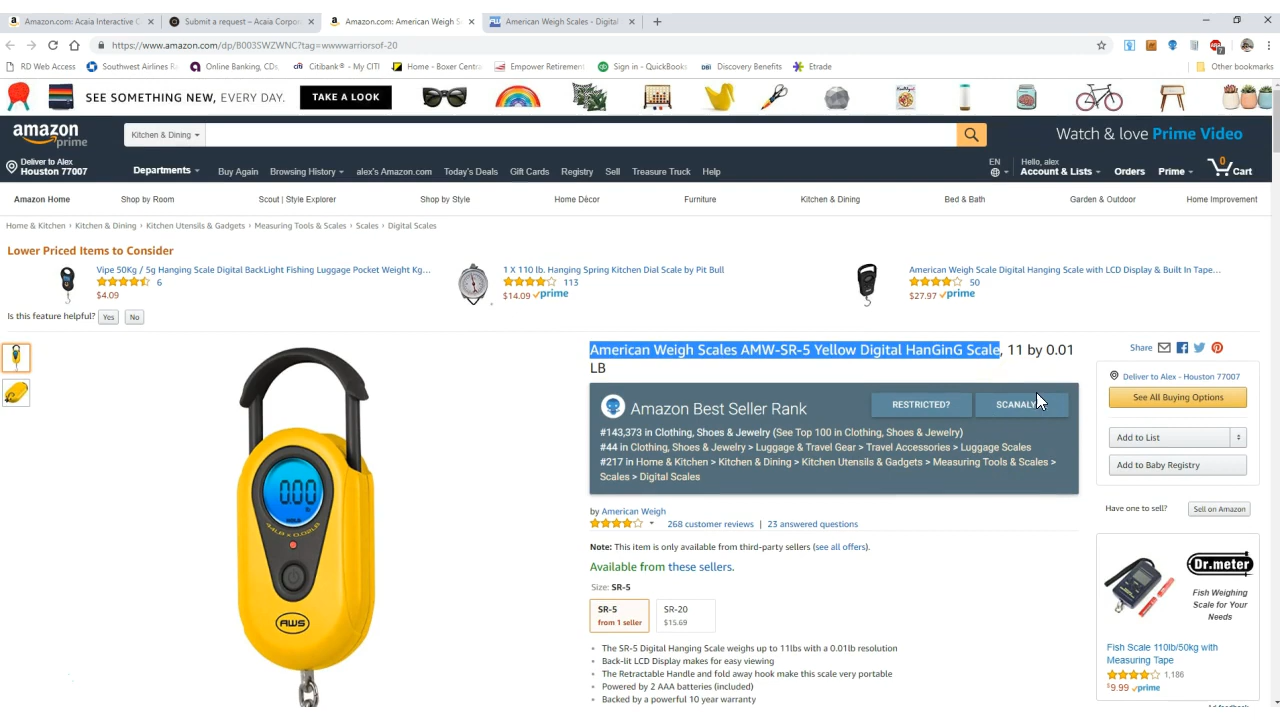 Amazon.com: Acaia Interactive C
Submit a request – Acaia Corpor
Amazon.com: American Weigh S
American Weigh Scales - Digital
https://www.amazon.com/dp/B003SWZWNC?tag=wwwwarriorsof-20
RD Web Access
Southwest Airlines R
Online Banking, CDs
Citibank® - My CITI
Home - Boxer Centra
Empower Retirement
Sign in - QuickBooks
Discovery Benefits
Etrade
Other bookmarks
SEE SOMETHING NEW, EVERY DAY.
TAKE A LOOK
amazon
prime
Kitchen & Dining
Watch & love Prime Video
Deliver to Alex
Houston 77007
Departments
Buy Again
Browsing History
alex's Amazon.com
Today's Deals
Gift Cards
Registry
Sell
Treasure Truck
Help
EN
Hello, alex
Account & Lists
Orders
Prime
0
Cart
Amazon Home
Shop by Room
Scout | Style Explorer
Shop by Style
Home Décor
Furniture
Kitchen & Dining
Bed & Bath
Garden & Outdoor
Home Improvement
Home & Kitchen › Kitchen & Dining › Kitchen Utensils & Gadgets › Measuring Tools & Scales › Scales › Digital Scales
Lower Priced Items to Consider
Vipe 50Kg / 5g Hanging Scale Digital BackLight Fishing Luggage Pocket Weight Kg...
6
$4.09
1 X 110 lb. Hanging Spring Kitchen Dial Scale by Pit Bull
113
$14.09 prime
American Weigh Scale Digital Hanging Scale with LCD Display & Built In Tape...
50
$27.97 prime
Is this feature helpful?
Yes
No
American Weigh Scales AMW-SR-5 Yellow Digital HanGinG Scale, 11 by 0.01
LB
Amazon Best Seller Rank
RESTRICTED?
SCANALY
#143,373 in Clothing, Shoes & Jewelry (See Top 100 in Clothing, Shoes & Jewelry)
#44 in Clothing, Shoes & Jewelry > Luggage & Travel Gear > Travel Accessories > Luggage Scales
#217 in Home & Kitchen > Kitchen & Dining > Kitchen Utensils & Gadgets > Measuring Tools & Scales >
Scales > Digital Scales
by American Weigh
268 customer reviews | 23 answered questions
Note: This item is only available from third-party sellers (see all offers).
Available from these sellers.
Size: SR-5
SR-5
from 1 seller
SR-20
$15.69
• The SR-5 Digital Hanging Scale weighs up to 11lbs with a 0.01lb resolution
• Back-lit LCD Display makes for easy viewing
• The Retractable Handle and fold away hook make this scale very portable
• Powered by 2 AAA batteries (included)
• Backed by a powerful 10 year warranty
0.00
HOLD
44LB X 0.02LB
AWS
Share
Deliver to Alex - Houston 77007
See All Buying Options
Add to List
Add to Baby Registry
Have one to sell?
Sell on Amazon
Dr.meter
Fish Weighing
Scale for Your
Needs
Fish Scale 110lb/50kg with
Measuring Tape
1,186
$9.99 prime
Ad feedback